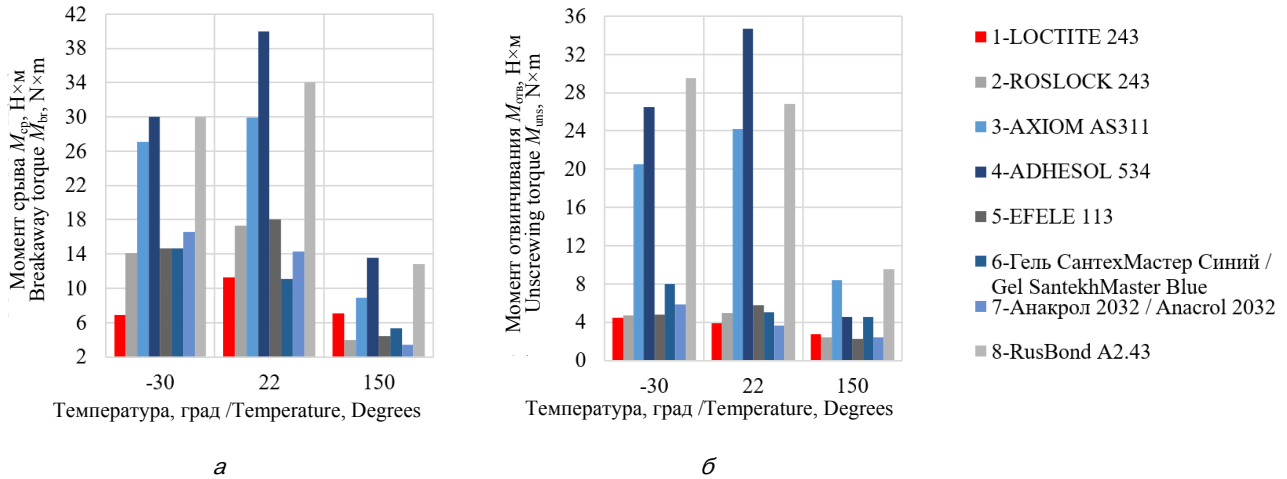 Момент срыва Mср, Н×м
Breakaway torque Mbr, N×m
42
38
34
30
26
22
18
14
10
6
2
-30 22 150
Температура, град /Temperature, Degrees
а
Момент отвинчивания Mотв, Н×м
Unscrewing torque Muns, N×m
36
32
28
24
20
16
12
8
4
0
-30 22 150
Температура, град /Temperature, Degrees
б
1-LOCTITE 243
2-ROSLOCK 243
3-AXIOM AS311
4-ADHESOL 534
5-EFELE 113
6-Гель СантехМастер Синий /
Gel SantekhMaster Blue
7-Анакрол 2032 / Anacrol 2032
8-RusBond A2.43